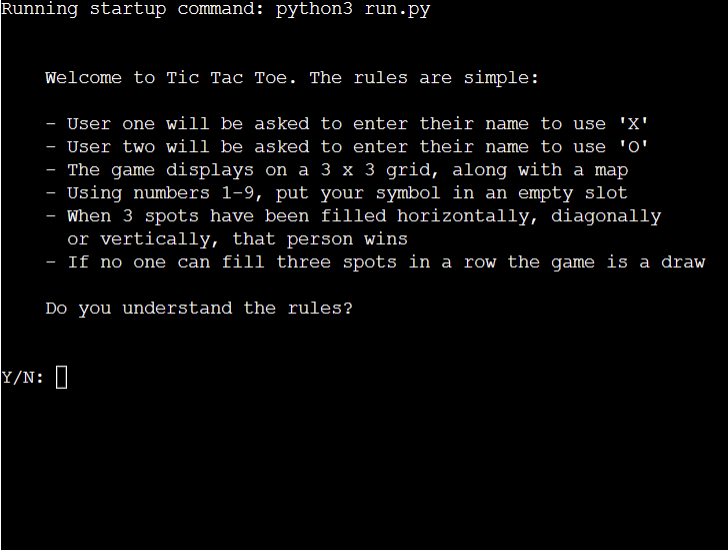 Running startup command: python3 run.py
Welcome to Tic Tac Toe. The rules are simple:
- User one will be asked to enter their name to use 'X'
- User two will be asked to enter their name to use 'O'
- The game displays on a 3 x 3 grid, along with a map
- Using numbers 1-9, put your symbol in an empty slot
- When 3 spots have been filled horizontally, diagonally
or vertically, that person wins
- If no one can fill three spots in a row the game is a draw
Do you understand the rules?
Y/N: